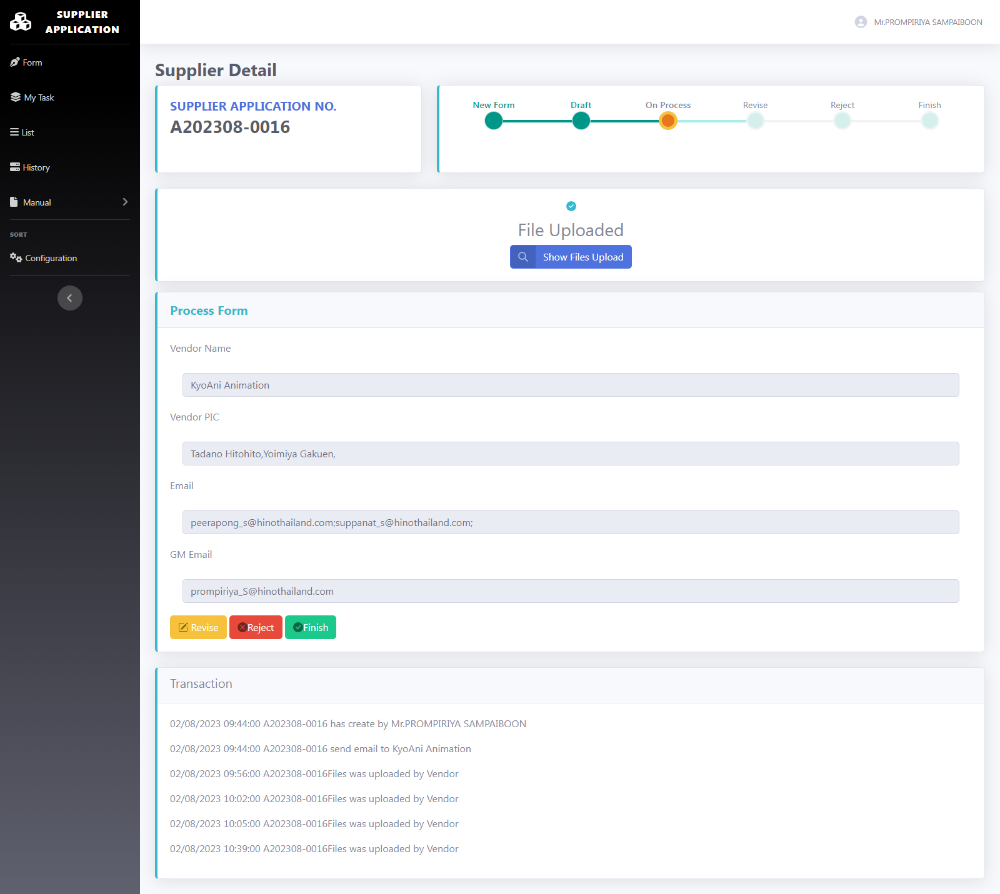 SUPPLIER
APPLICATION
Form
My Task
List
History
Manual
SORT
Configuration
Mr.PROMPIRIYA SAMPAIBOON
Supplier Detail
SUPPLIER APPLICATION NO.
A202308-0016
New Form Draft On Process Revise Reject Finish
File Uploaded
Show Files Upload
Process Form
Vendor Name
KyoAni Animation
Vendor PIC
Tadano Hitohito,Yoimiya Gakuen,
Email
peerapong_s@hinothailand.com;suppanat_s@hinothailand.com;
GM Email
prompiriya_S@hinothailand.com
Revise Reject Finish
Transaction
02/08/2023 09:44:00 A202308-0016 has create by Mr.PROMPIRIYA SAMPAIBOON
02/08/2023 09:44:00 A202308-0016 send email to KyoAni Animation
02/08/2023 09:56:00 A202308-0016Files was uploaded by Vendor
02/08/2023 10:02:00 A202308-0016Files was uploaded by Vendor
02/08/2023 10:05:00 A202308-0016Files was uploaded by Vendor
02/08/2023 10:39:00 A202308-0016Files was uploaded by Vendor